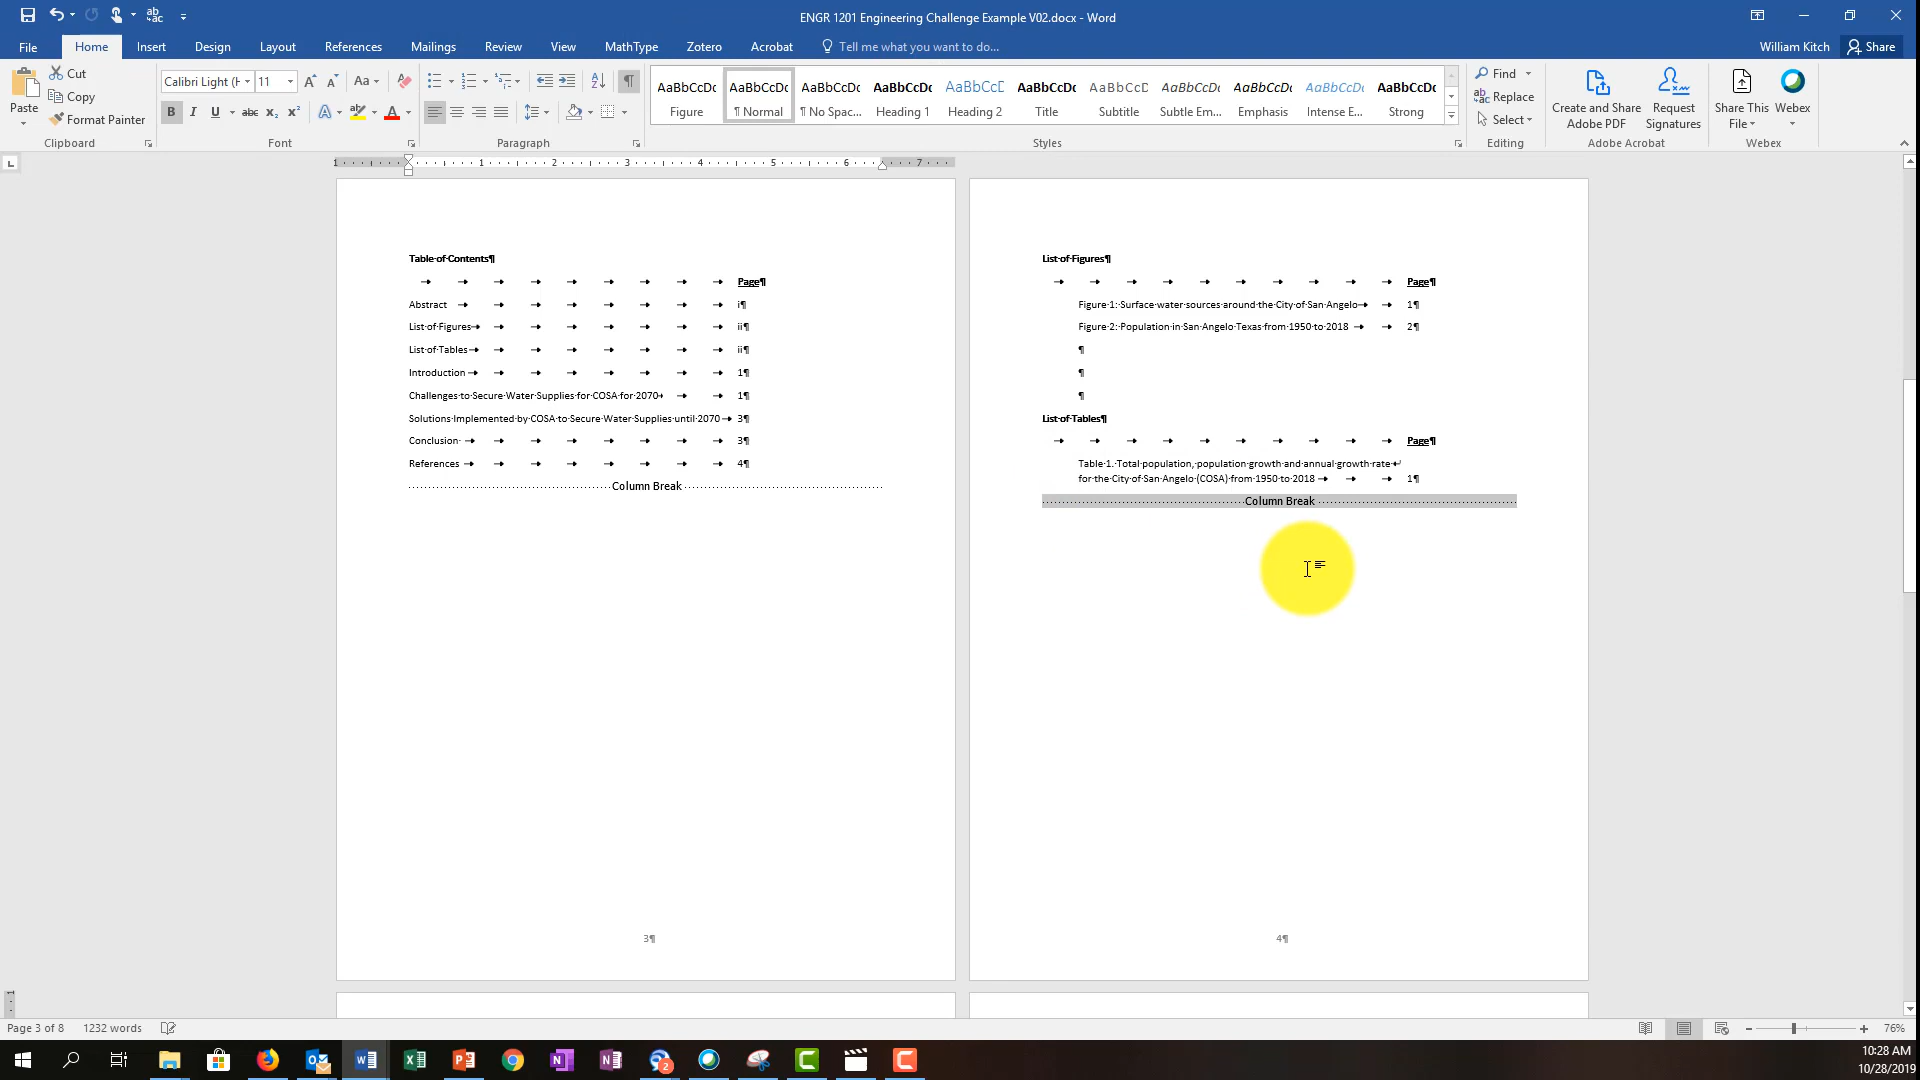 ENGR 1201 Engineering Challenge Example V02.docx - Word
File Home Insert Design Layout References Mailings Review View MathType Zotero Acrobat Tell me what you want to do... William Kitch Share
Paste
Cut
Copy
Format Painter
Clipboard
Calibri Light (H 11
Font
Paragraph
AaBbCcDc AaBbCcDc AaBbCcDc AaBbCcDc AaBbCcD AaBbCcDc AaBbCcD AaBbCcDc AaBbCcDc AaBbCcDc AaBbCcDc
Figure ¶ Normal ¶ No Spac... Heading 1 Heading 2 Title Subtitle Subtle Em... Emphasis Intense E... Strong
Styles
Find
Replace
Select
Editing
Create and Share Adobe PDF
Request Signatures
Adobe Acrobat
Share This File
Webex
Webex
1 1 2 3 4 5 6 7
Table·of·Contents¶
→ → → → → → → → → Page¶
Abstract → → → → → → → → i¶
List·of·Figures→ → → → → → → → ii¶
List·of·Tables→ → → → → → → → ii¶
Introduction → → → → → → → → 1¶
Challenges·to·Secure·Water·Supplies·for·COSA·for·2070→ → → 1¶
Solutions·Implemented·by·COSA·to·Secure·Water·Supplies·until·2070 → 3¶
Conclusion· → → → → → → → → 3¶
References → → → → → → → → 4¶
Column Break
3¶
List·of·Figures¶
→ → → → → → → → → → Page¶
Figure·1:·Surface·water·sources·around·the·City·of·San·Angelo→ → 1¶
Figure·2:·Population·in·San·Angelo·Texas·from·1950·to·2018 → → 2¶
¶
¶
¶
List·of·Tables¶
→ → → → → → → → → → Page¶
Table·1.·Total·population,·population·growth·and·annual·growth·rate·↵
for·the·City·of·San·Angelo·(COSA)·from·1950·to·2018 → → → 1¶
Column Break
4¶
Page 3 of 8 1232 words 76%
10:28 AM
10/28/2019